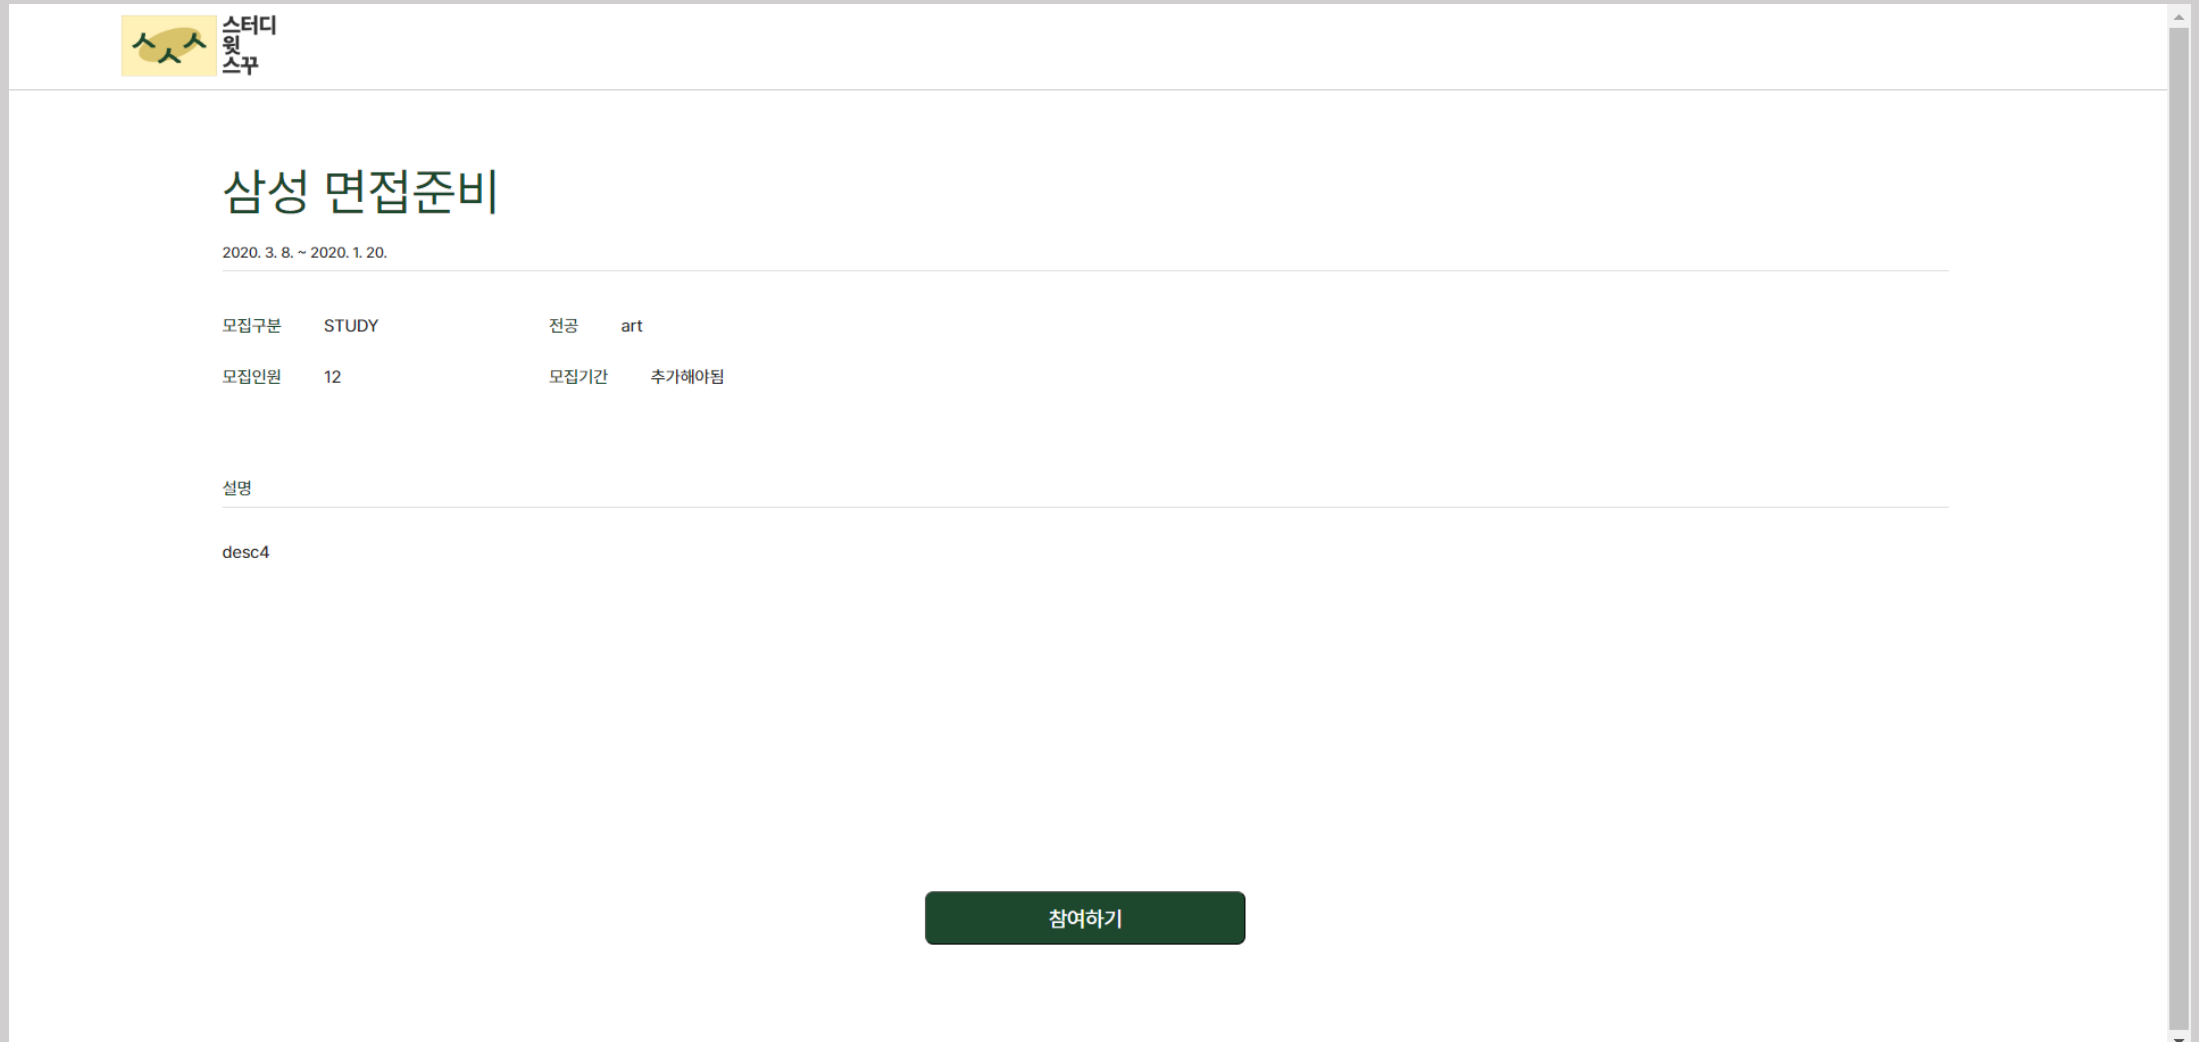 스터디
윗
스꾸
삼성 면접준비
2020. 3. 8. ~ 2020. 1. 20.
모집구분 STUDY 전공 art
모집인원 12 모집기간 추가해야됨
설명
desc4
참여하기